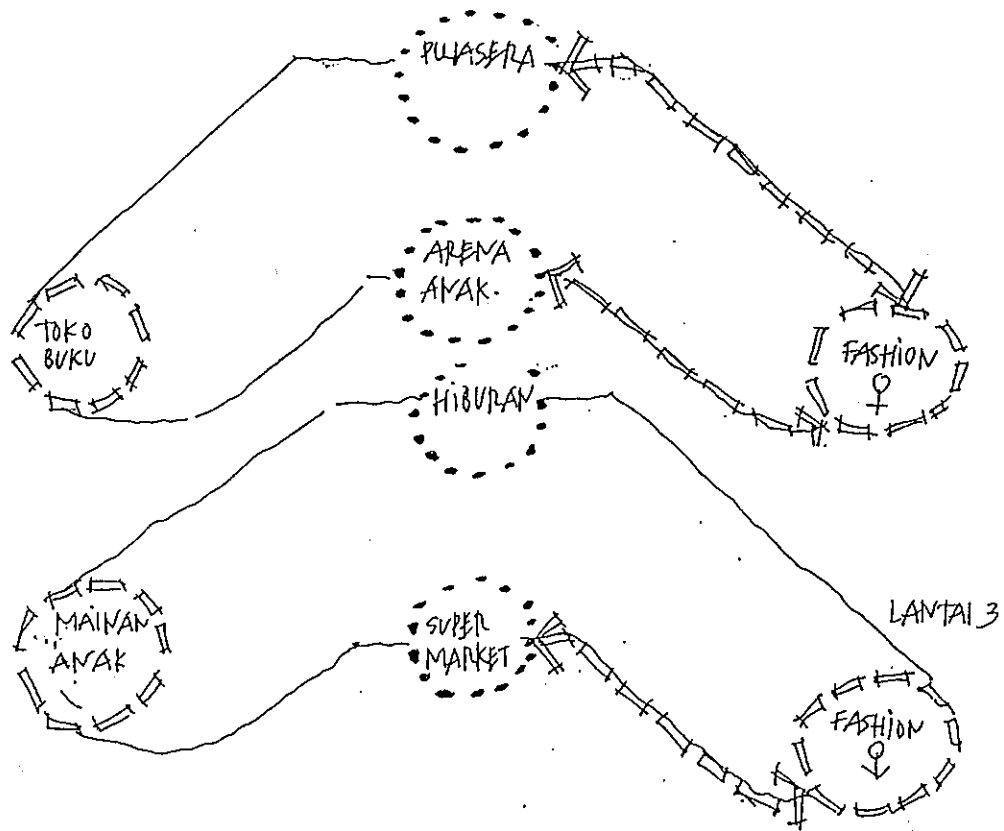 PUJASERA
ARENA
ANAK.
TOKO
BUKU
FASHION
HIBURAN
MAINAN
ANAK
SUPER
MARKET
LANTAI 3
FASHION